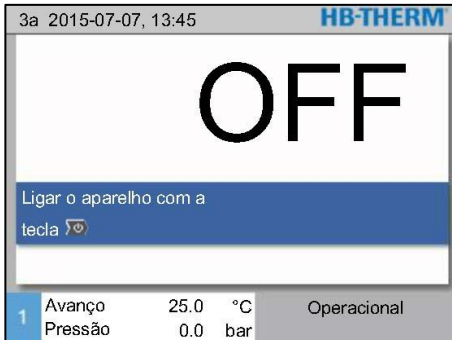 3a 2015-07-07, 13:45 HB-THERM
OFF
Ligar o aparelho com a
tecla
1 Avanço 25.0 °C Operacional
Pressão 0.0 bar